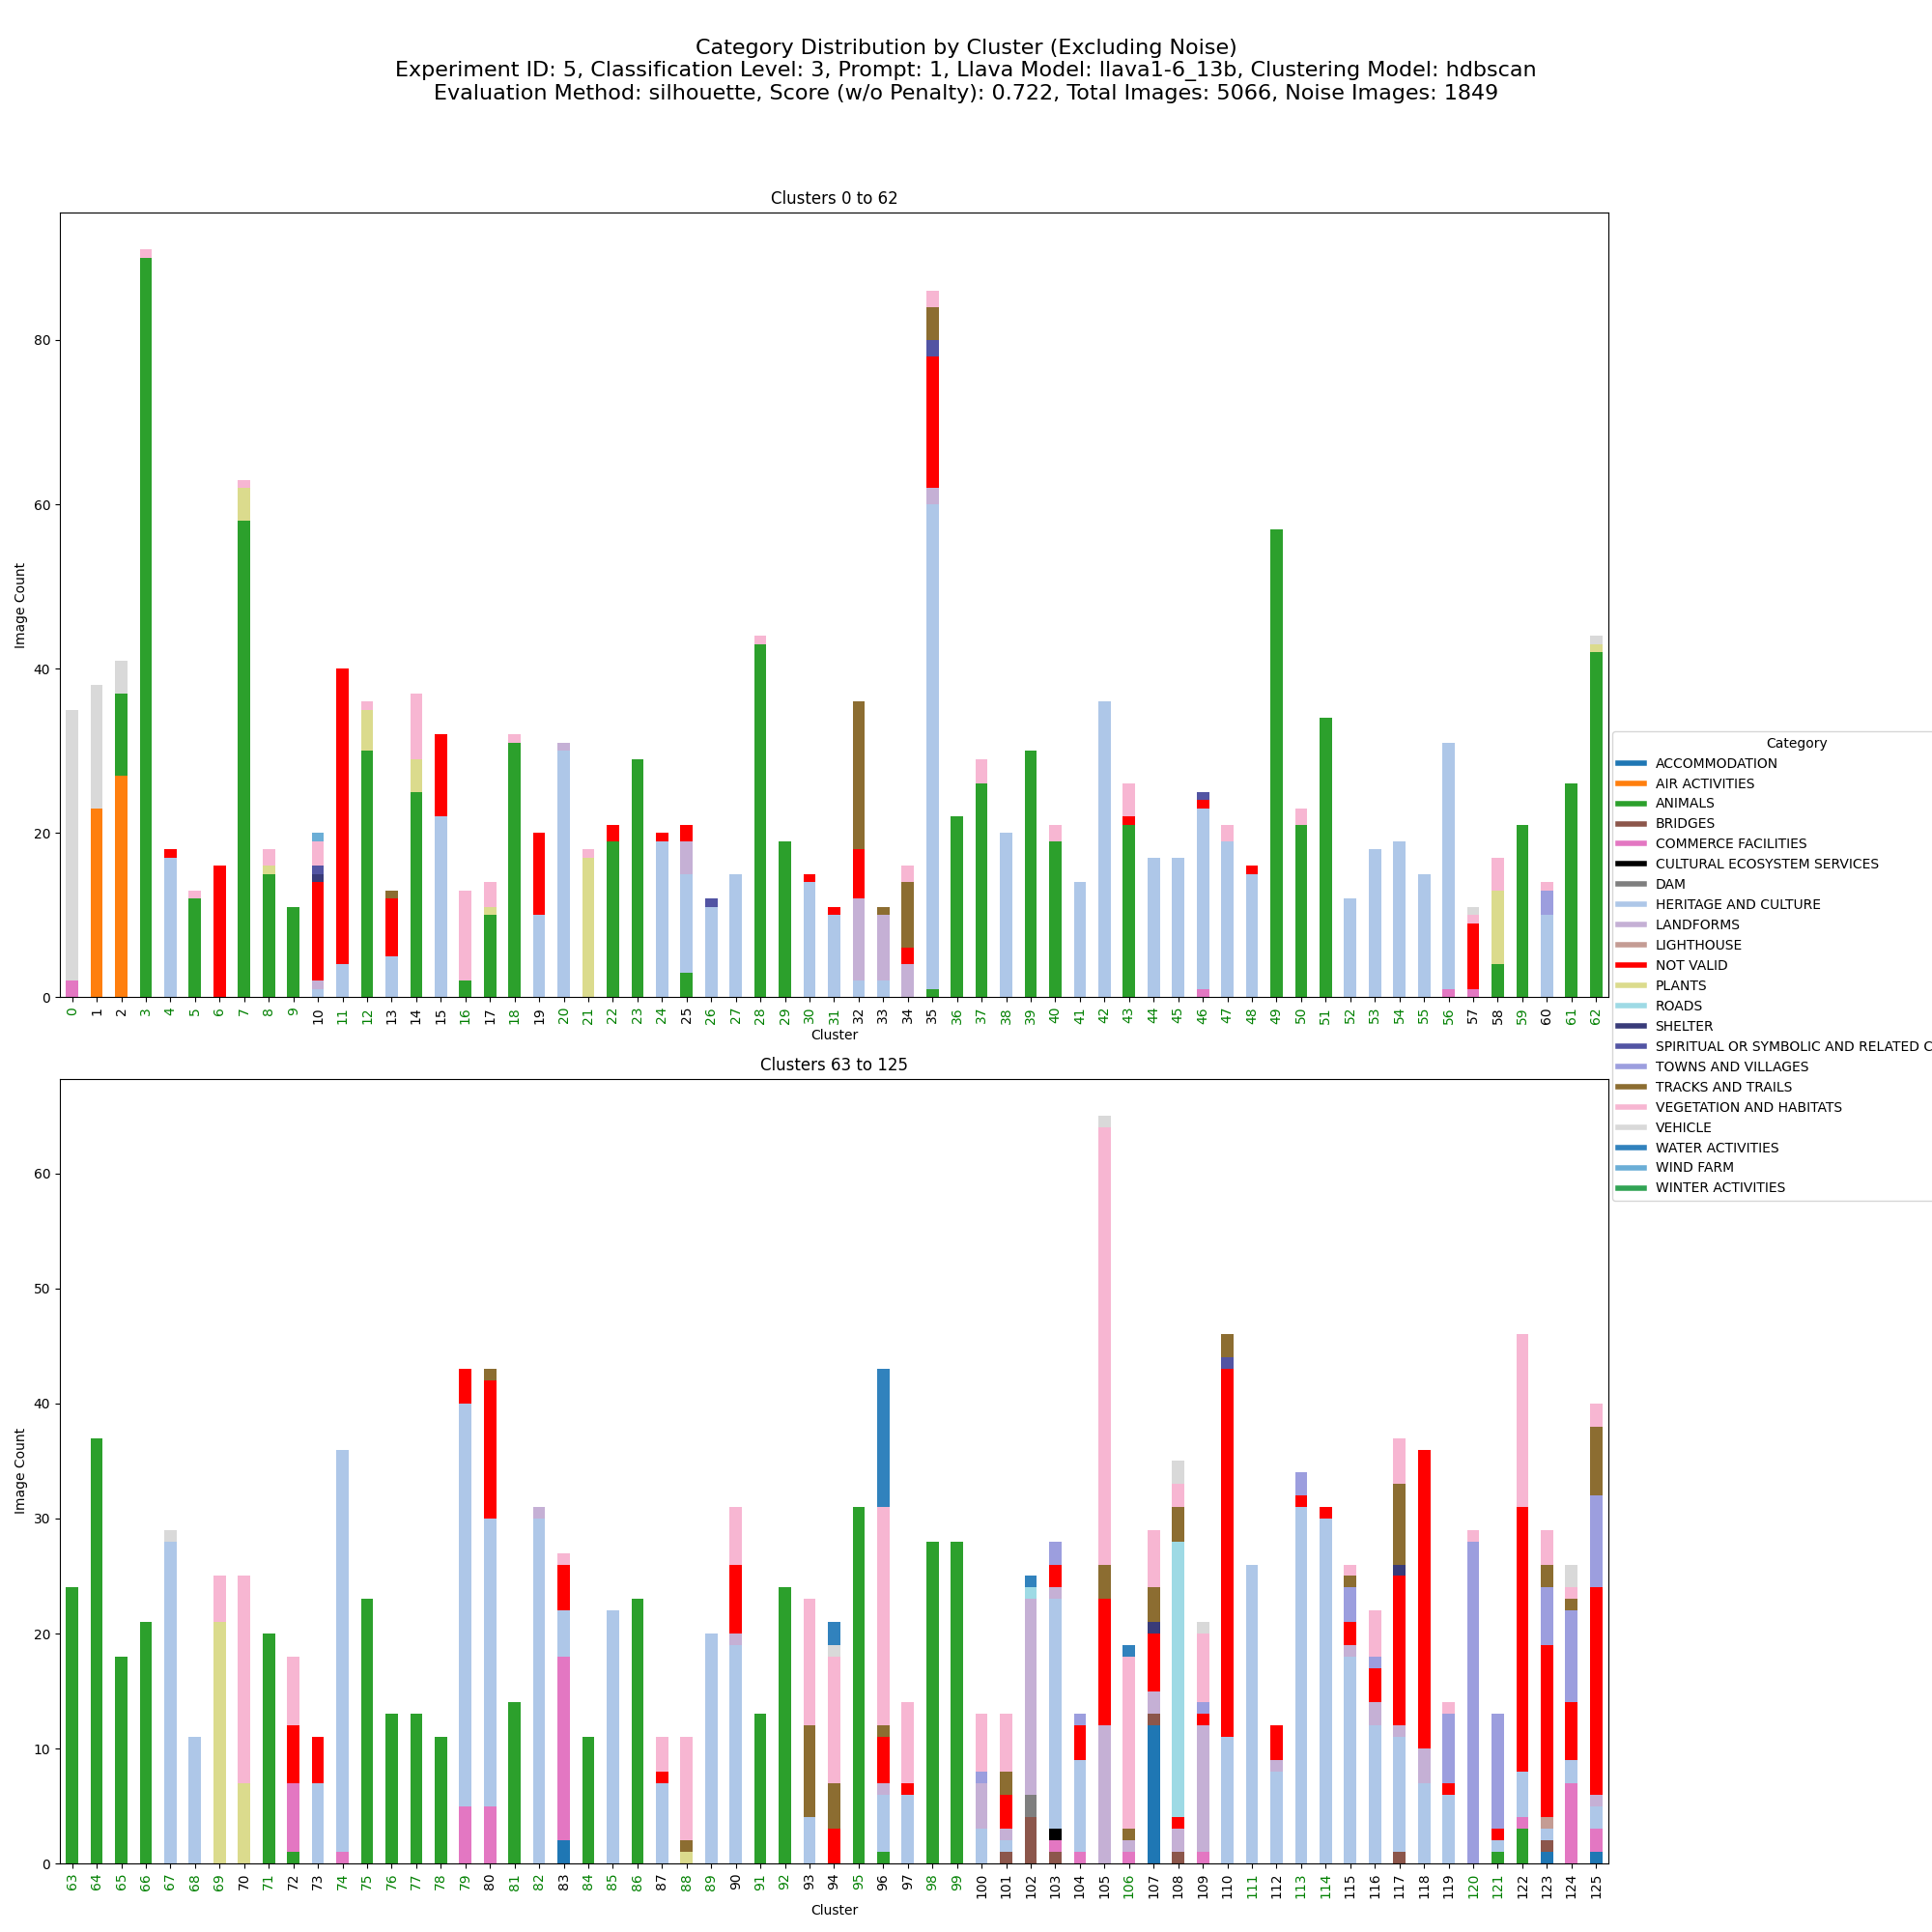 Category Distribution by Cluster (Excluding Noise)
Experiment ID: 5, Classification Level: 3, Prompt: 1, Llava Model: llava1-6_13b, Clustering Model: hdbscan
Evaluation Method: silhouette, Score (w/o Penalty): 0.722, Total Images: 5066, Noise Images: 1849
Clusters 0 to 62
80
60
40
20
0
Image Count
0 1 2 3 4 5 6 7 8 9 10 11 12 13 14 15 16 17 18 19 20 21 22 23 24 25 26 27 28 29 30 31 32 33 34 35 36 37 38 39 40 41 42 43 44 45 46 47 48 49 50 51 52 53 54 55 56 57 58 59 60 61 62
Cluster
Category
ACCOMMODATION
AIR ACTIVITIES
ANIMALS
BRIDGES
COMMERCE FACILITIES
CULTURAL ECOSYSTEM SERVICES
DAM
HERITAGE AND CULTURE
LANDFORMS
LIGHTHOUSE
NOT VALID
PLANTS
ROADS
SHELTER
SPIRITUAL OR SYMBOLIC AND RELATED C
TOWNS AND VILLAGES
TRACKS AND TRAILS
VEGETATION AND HABITATS
VEHICLE
WATER ACTIVITIES
WIND FARM
WINTER ACTIVITIES
Clusters 63 to 125
60
50
40
30
20
10
0
Image Count
63 64 65 66 67 68 69 70 71 72 73 74 75 76 77 78 79 80 81 82 83 84 85 86 87 88 89 90 91 92 93 94 95 96 97 98 99 100 101 102 103 104 105 106 107 108 109 110 111 112 113 114 115 116 117 118 119 120 121 122 123 124 125
Cluster